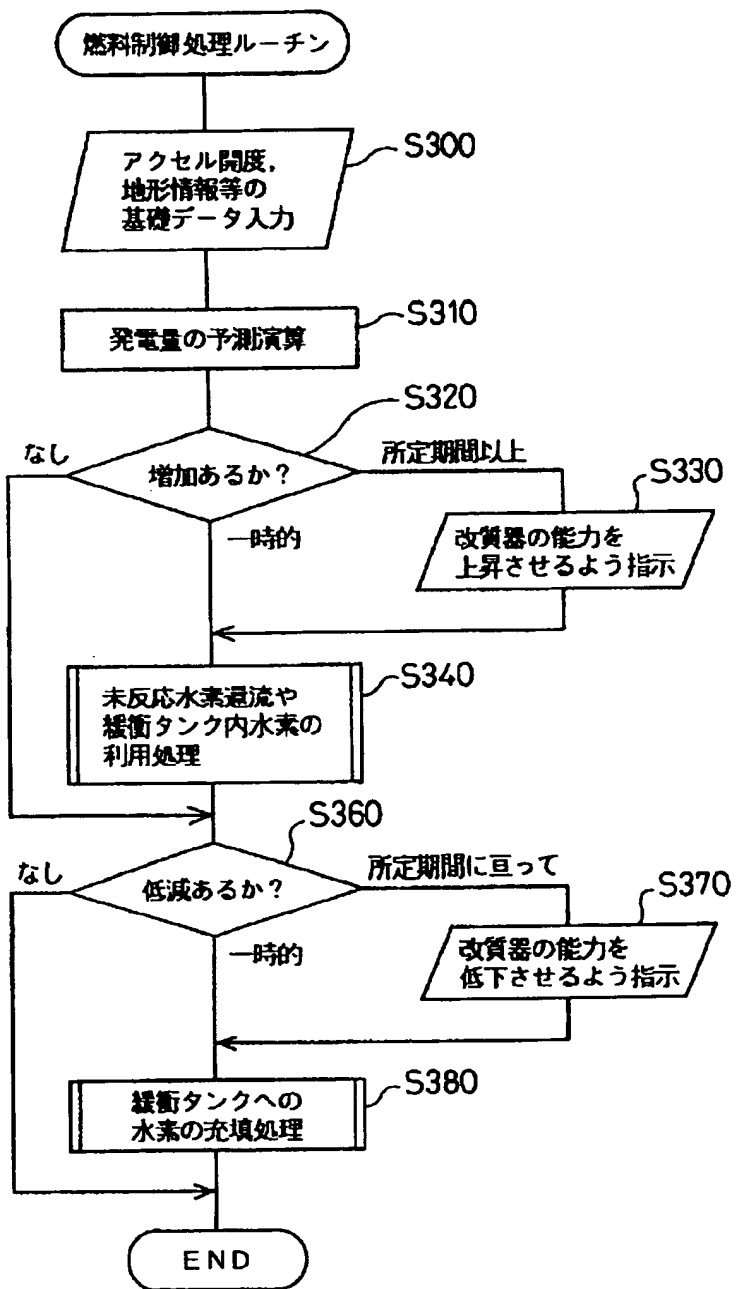 燃料制御処理ルーチン
アクセル開度,
地形情報等の
基礎データ入力
S300
発電量の予測演算
S310
S320
なし
増加あるか?
所定期間以上
一時的
S330
改質器の能力を
上昇させるよう指示
未反応水素還流や
緩衝タンク内水素の
利用処理
S340
S360
なし
低減あるか?
所定期間に亘って
一時的
S370
改質器の能力を
低下させるよう指示
緩衝タンクへの
水素の充填処理
S380
END